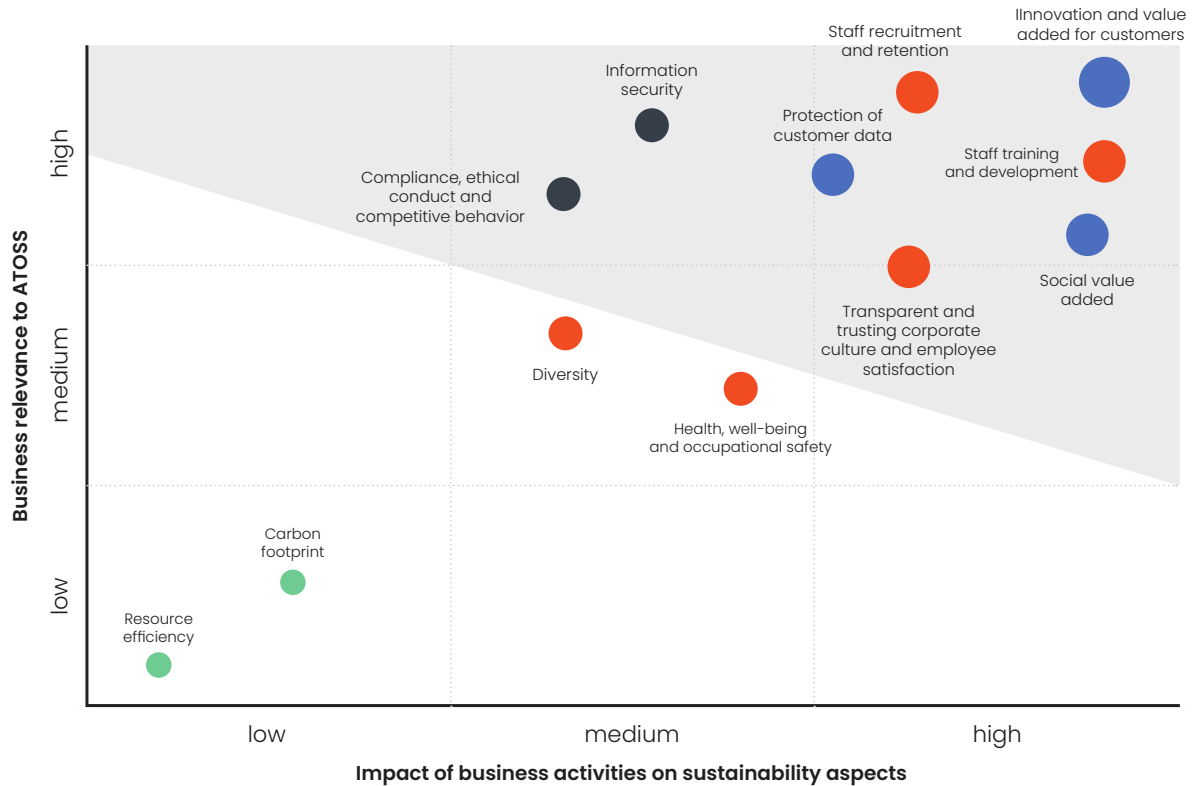 IInnovation and value
added for customers
Staff recruitment
and retention
Information
security
Protection of
customer data
Staff training
and development
Compliance, ethical
conduct and
competitive behavior
Social value
added
Transparent and
trusting corporate
culture and employee
satisfaction
Diversity
Health, well-being
and occupational safety
Carbon
footprint
Resource
efficiency
Business relevance to ATOSS
high
medium
low
low
medium
high
Impact of business activities on sustainability aspects